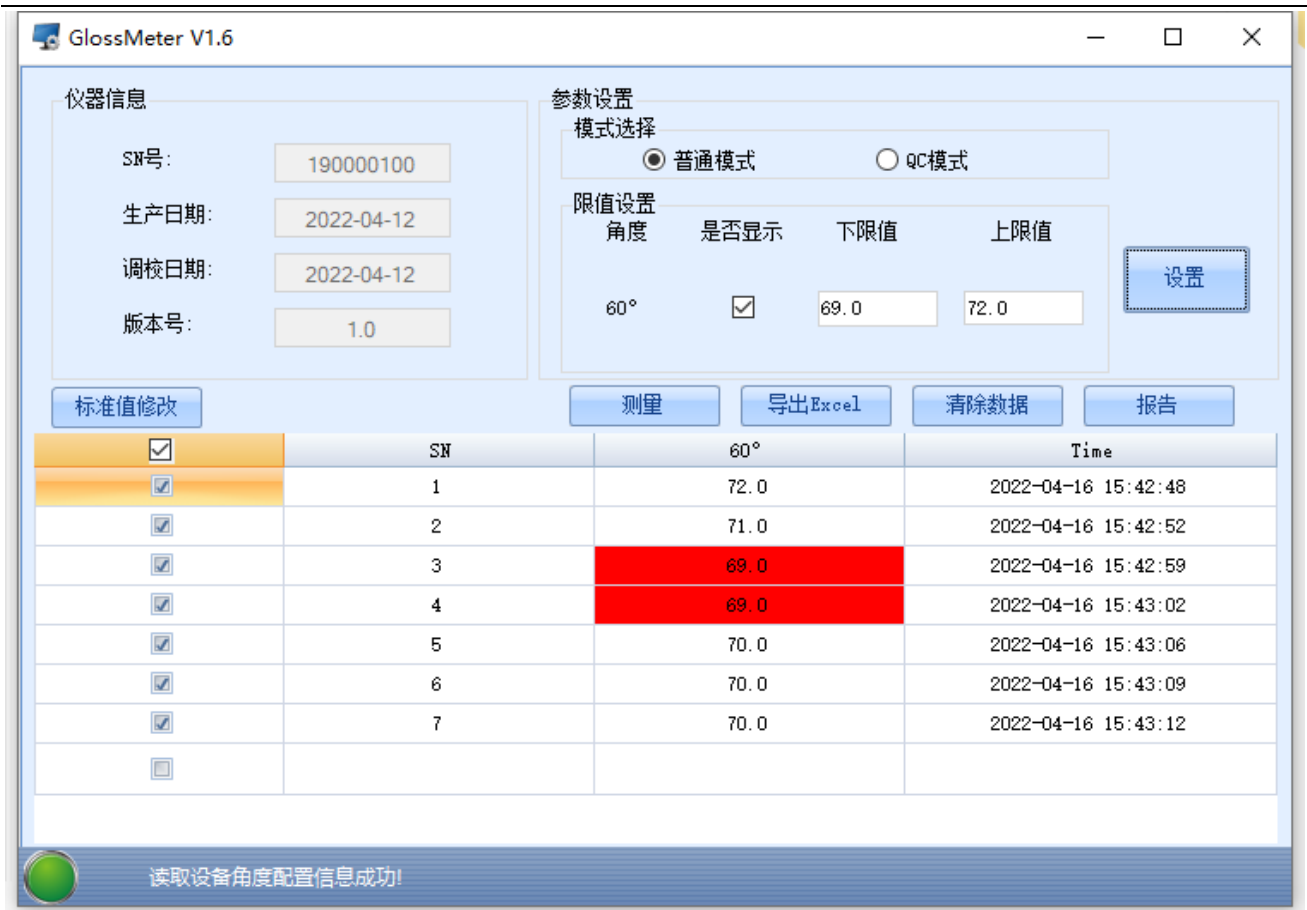 GlossMeter V1.6
仪器信息
SN号: 190000100
生产日期: 2022-04-12
调校日期: 2022-04-12
版本号: 1.0
参数设置
模式选择
普通模式 QC模式
限值设置
角度 是否显示 下限值 上限值
60° 69.0 72.0
设置
标准值修改 测量 导出Excel 清除数据 报告
SN 60° Time
1 72.0 2022-04-16 15:42:48
2 71.0 2022-04-16 15:42:52
3 69.0 2022-04-16 15:42:59
4 69.0 2022-04-16 15:43:02
5 70.0 2022-04-16 15:43:06
6 70.0 2022-04-16 15:43:09
7 70.0 2022-04-16 15:43:12
读取设备角度配置信息成功!